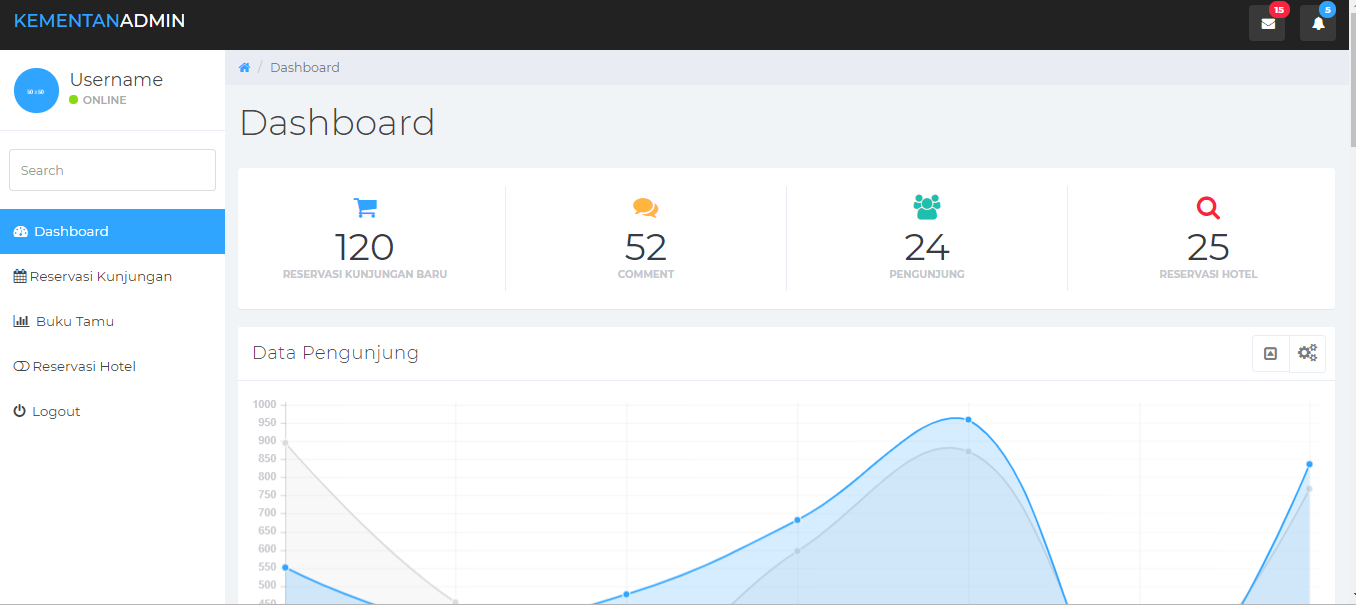 KEMENTANADMIN
15
5
50 x 50
Username
ONLINE
Search
Dashboard
Reservasi Kunjungan
Buku Tamu
Reservasi Hotel
Logout
/ Dashboard
Dashboard
120
RESERVASI KUNJUNGAN BARU
52
COMMENT
24
PENGUNJUNG
25
RESERVASI HOTEL
Data Pengunjung
1000
950
900
850
800
750
700
650
600
550
500
450